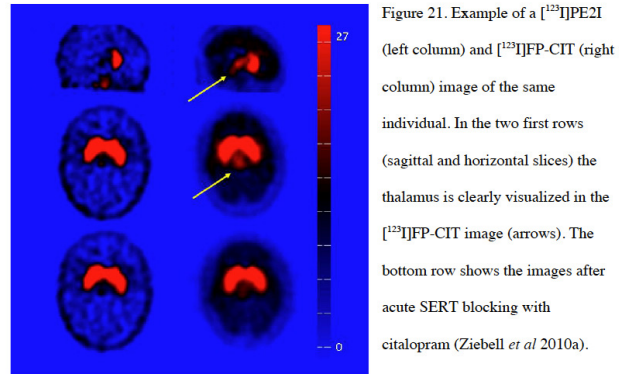 27
0
Figure 21. Example of a [¹²³I]PE2I
(left column) and [¹²³I]FP-CIT (right
column) image of the same
individual. In the two first rows
(sagittal and horizontal slices) the
thalamus is clearly visualized in the
[¹²³I]FP-CIT image (arrows). The
bottom row shows the images after
acute SERT blocking with
citalopram (Ziebell et al 2010a).